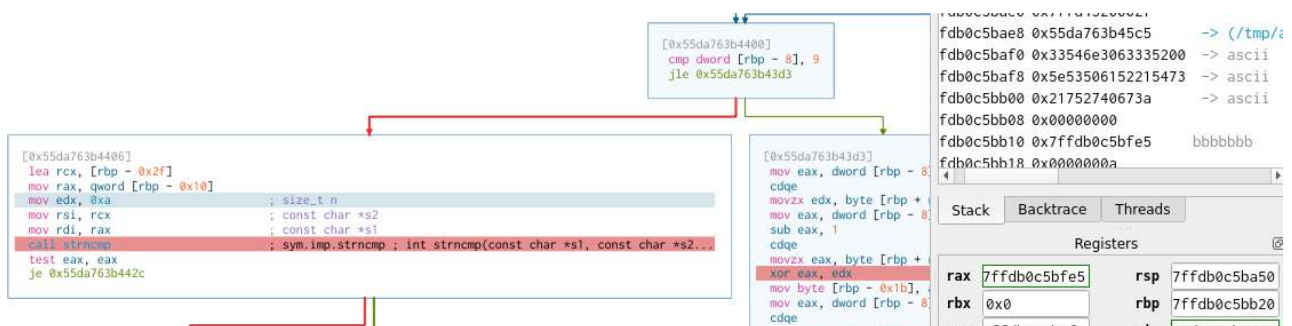 [0x55da763b4400]
cmp dword [rbp - 8], 9
jle 0x55da763b43d3
[0x55da763b4406]
lea rcx, [rbp - 0x2f]
mov rax, qword [rbp - 0x10]
mov edx, 0xa ; size_t n
mov rsi, rcx ; const char *s2
mov rdi, rax ; const char *s1
call strncmp ; sym.imp.strncmp ; int strncmp(const char *s1, const char *s2...
test eax, eax
je 0x55da763b442c
[0x55da763b43d3]
mov eax, dword [rbp - 8
cdqe
movzx edx, byte [rbp +
mov eax, dword [rbp - 8
sub eax, 1
cdqe
movzx eax, byte [rbp +
xor eax, edx
mov byte [rbp - 0x1b],
mov eax, dword [rbp - 8
cdqe
fdb0c5bae8 0x55da763b45c5 -> (/tmp/a
fdb0c5baf0 0x33546e3063335200 -> ascii
fdb0c5baf8 0x5e53506152215473 -> ascii
fdb0c5bb00 0x21752740673a -> ascii
fdb0c5bb08 0x00000000
fdb0c5bb10 0x7ffdb0c5bfe5 bbbbbbb
fdb0c5bb18 0x0000000a
Stack Backtrace Threads
Registers
rax 7ffdb0c5bfe5 rsp 7ffdb0c5ba50
rbx 0x0 rbp 7ffdb0c5bb20